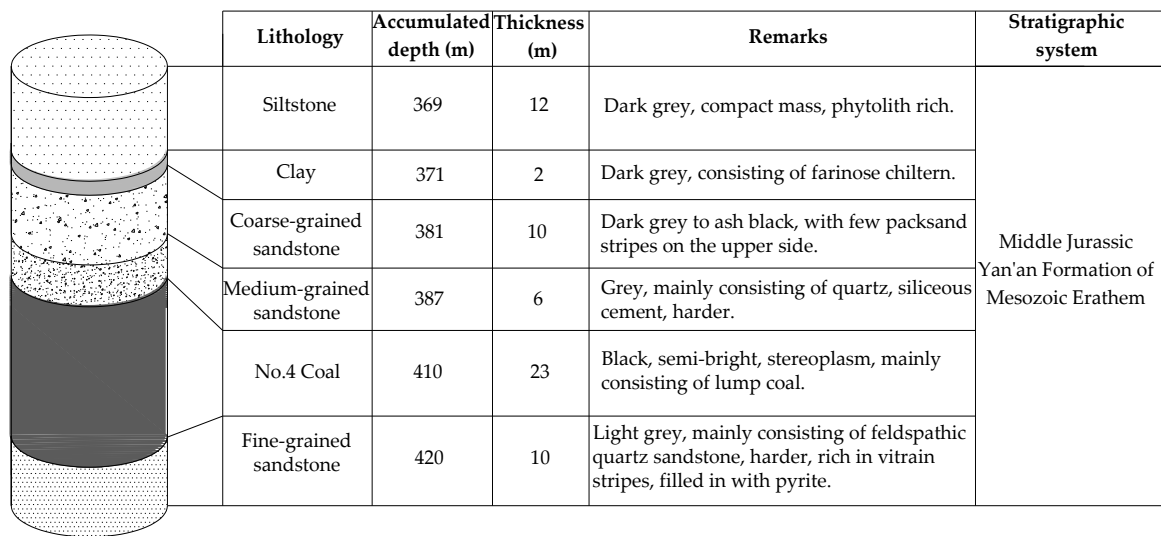 Lithology
Accumulated
depth (m)
Thickness
(m)
Remarks
Stratigraphic
system
Siltstone
369
12
Dark grey, compact mass, phytolith rich.
Clay
371
2
Dark grey, consisting of farinose chiltern.
Coarse-grained
sandstone
381
10
Dark grey to ash black, with few packsand
stripes on the upper side.
Medium-grained
sandstone
387
6
Grey, mainly consisting of quartz, siliceous
cement, harder.
No.4 Coal
410
23
Black, semi-bright, stereoplasm, mainly
consisting of lump coal.
Fine-grained
sandstone
420
10
Light grey, mainly consisting of feldspathic
quartz sandstone, harder, rich in vitrain
stripes, filled in with pyrite.
Middle Jurassic
Yan'an Formation of
Mesozoic Erathem